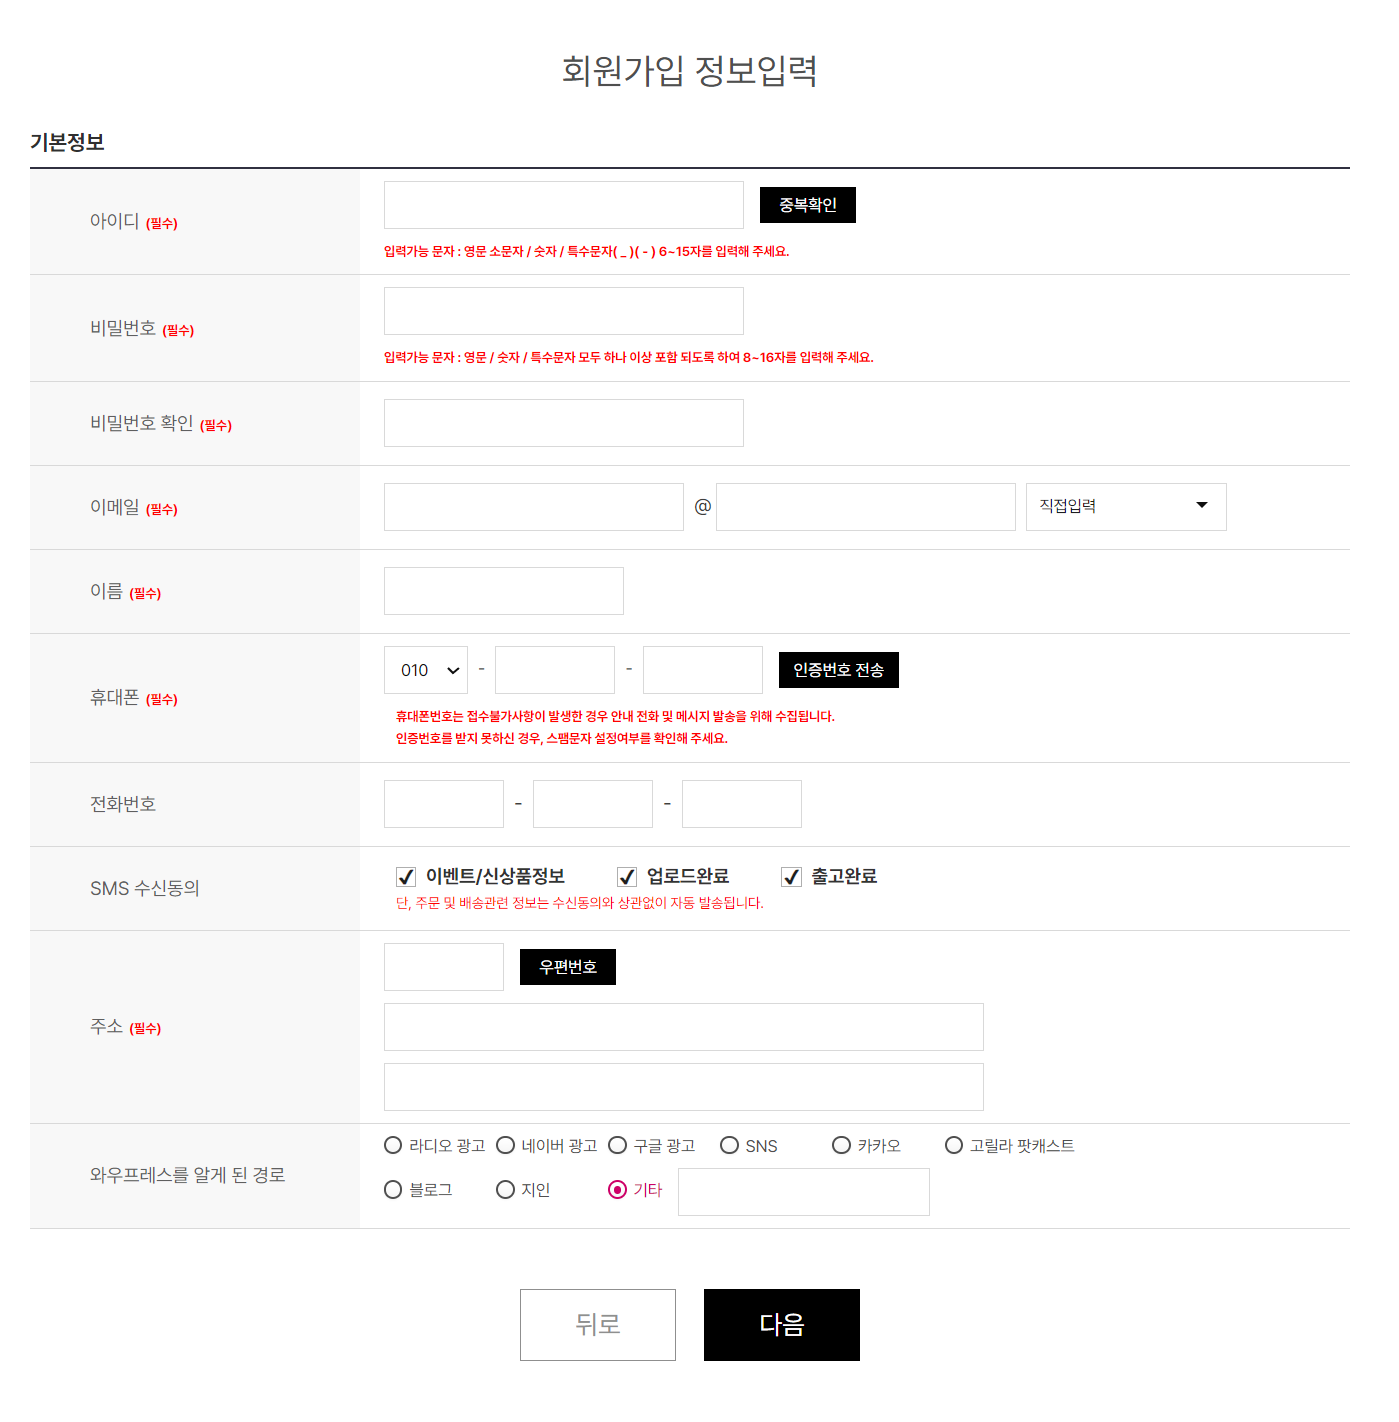 회원가입 정보입력
기본정보
아이디 (필수)
중복확인
입력가능 문자 : 영문 소문자 / 숫자 / 특수문자( _ )( - ) 6~15자를 입력해 주세요.
비밀번호 (필수)
입력가능 문자 : 영문 / 숫자 / 특수문자 모두 하나 이상 포함 되도록 하여 8~16자를 입력해 주세요.
비밀번호 확인 (필수)
이메일 (필수) @ 직접입력
이름 (필수)
휴대폰 (필수) 010 - - 인증번호 전송
휴대폰번호는 접수불가사항이 발생한 경우 안내 전화 및 메시지 발송을 위해 수집됩니다.
인증번호를 받지 못하신 경우, 스팸문자 설정여부를 확인해 주세요.
전화번호 - -
SMS 수신동의
이벤트/신상품정보 업로드완료 출고완료
단, 주문 및 배송관련 정보는 수신동의와 상관없이 자동 발송됩니다.
주소 (필수)
우편번호
와우프레스를 알게 된 경로
라디오 광고 네이버 광고 구글 광고 SNS 카카오 고릴라 팟캐스트
블로그 지인 기타
뒤로 다음